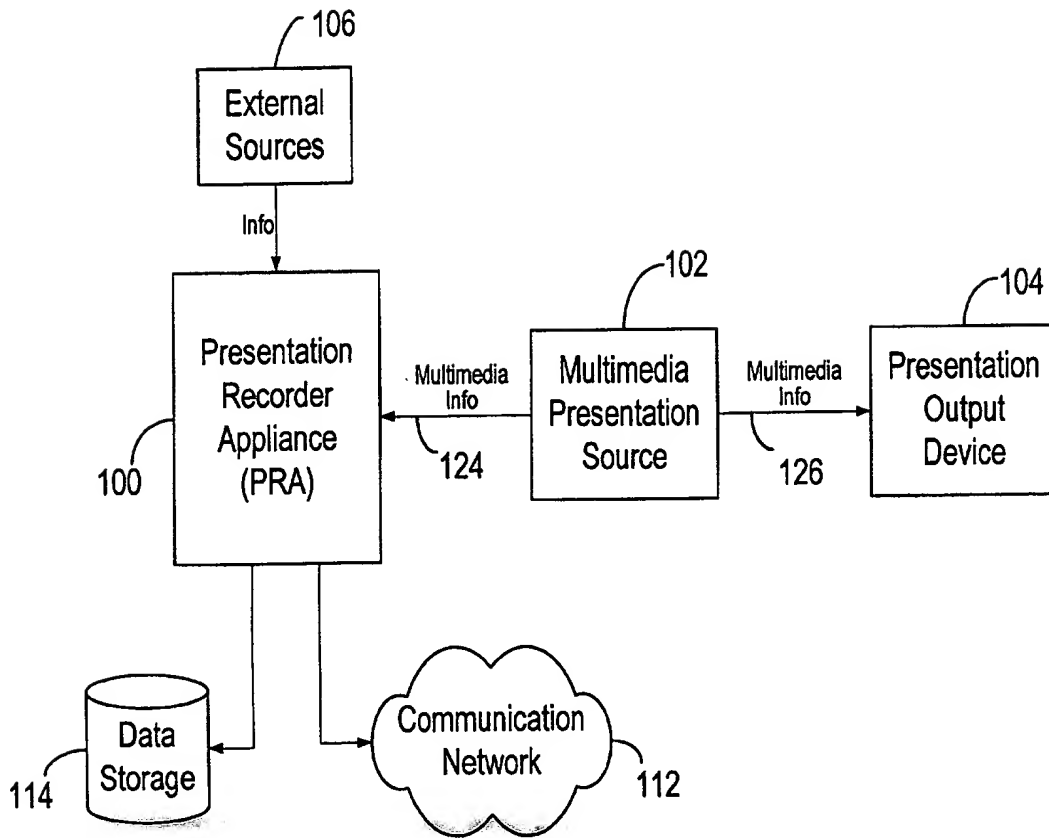 106
External
Sources
Info
102
104
Presentation
Recorder
Appliance
(PRA)
100
Multimedia
Info
124
Multimedia
Presentation
Source
Multimedia
Info
126
Presentation
Output
Device
Data
Storage
114
Communication
Network
112